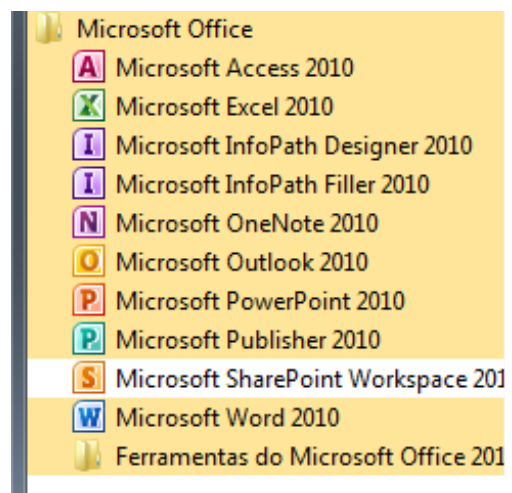 Microsoft Office
Microsoft Access 2010
Microsoft Excel 2010
Microsoft InfoPath Designer 2010
Microsoft InfoPath Filler 2010
Microsoft OneNote 2010
Microsoft Outlook 2010
Microsoft PowerPoint 2010
Microsoft Publisher 2010
Microsoft SharePoint Workspace 201
Microsoft Word 2010
Ferramentas do Microsoft Office 201